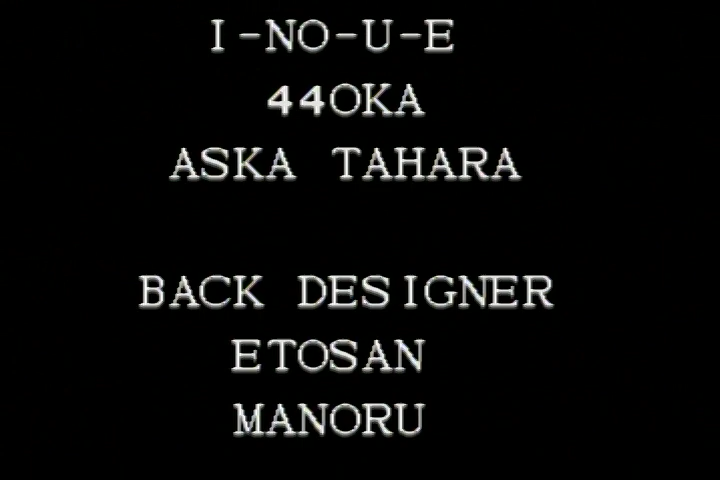 I-NO-U-E
44OKA
ASKA TAHARA
BACK DESIGNER
ETOSAN
MANORU